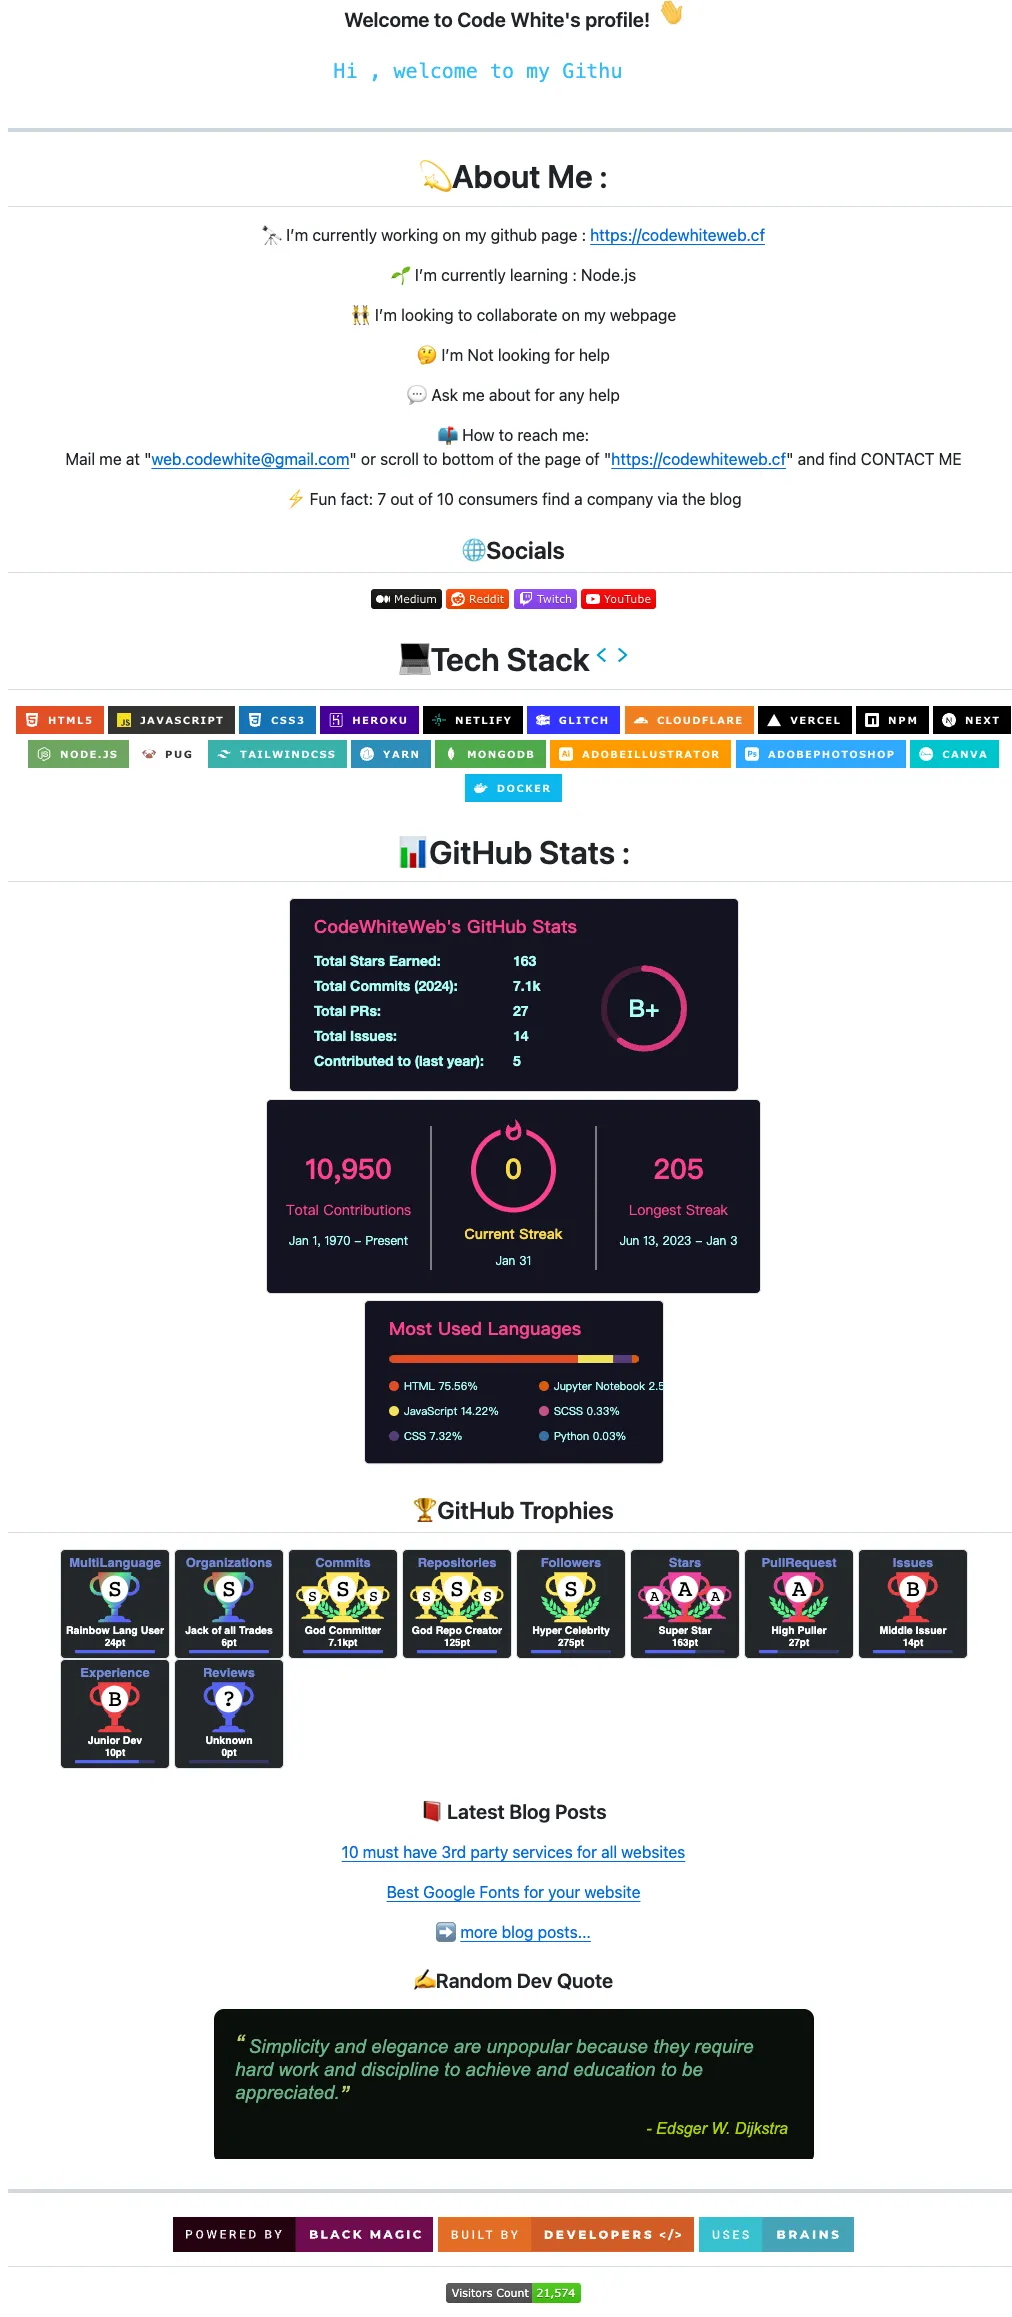 Welcome to Code White's profile!
Hi , welcome to my Githu
About Me :
I'm currently working on my github page : https://codewhiteweb.cf
I'm currently learning : Node.js
I'm looking to collaborate on my webpage
I'm Not looking for help
Ask me about for any help
How to reach me:
Mail me at "web.codewhite@gmail.com" or scroll to bottom of the page of "https://codewhiteweb.cf" and find CONTACT ME
Fun fact: 7 out of 10 consumers find a company via the blog
Socials
Medium Reddit Twitch YouTube
Tech Stack < >
HTML5 JS JAVASCRIPT CSS3 HEROKU NETLIFY GLITCH CLOUDFLARE VERCEL NPM N NEXT
NODE.JS PUG TAILWINDCSS YARN MONGODB Ai ADOBEILLUSTRATOR Ps ADOBEPHOTOSHOP CANVA
DOCKER
GitHub Stats :
CodeWhiteWeb's GitHub Stats
Total Stars Earned: 163
Total Commits (2024): 7.1k
Total PRs: 27
Total Issues: 14
Contributed to (last year): 5
B+
10,950
Total Contributions
Jan 1, 1970 – Present
0
Current Streak
Jan 31
205
Longest Streak
Jun 13, 2023 – Jan 3
Most Used Languages
HTML 75.56% Jupyter Notebook 2.5
JavaScript 14.22% SCSS 0.33%
CSS 7.32% Python 0.03%
GitHub Trophies
MultiLanguage Organizations Commits Repositories Followers Stars PullRequest Issues
S S S S S S S S S A A A A B
Rainbow Lang User Jack of all Trades God Committer God Repo Creator Hyper Celebrity Super Star High Puller Middle Issuer
24pt 6pt 7.1kpt 125pt 275pt 163pt 27pt 14pt
Experience Reviews
B ?
Junior Dev Unknown
10pt 0pt
Latest Blog Posts
10 must have 3rd party services for all websites
Best Google Fonts for your website
more blog posts...
Random Dev Quote
“ Simplicity and elegance are unpopular because they require
hard work and discipline to achieve and education to be
appreciated.”
- Edsger W. Dijkstra
POWERED BY BLACK MAGIC BUILT BY DEVELOPERS </> USES BRAINS
Visitors Count 21,574